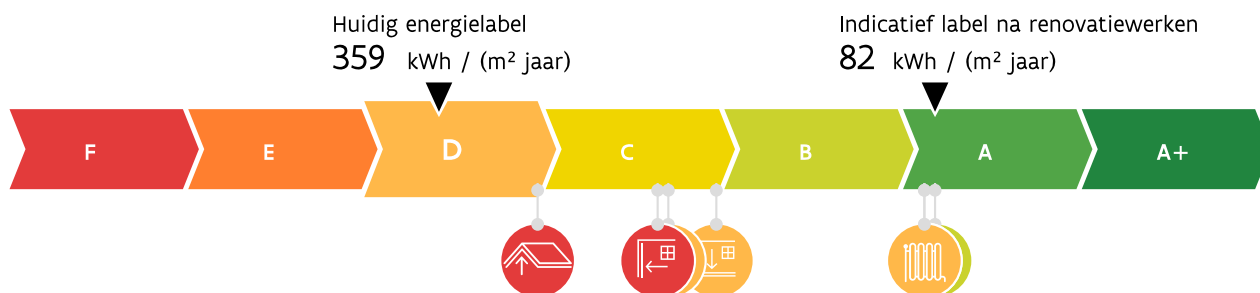 Huidig energielabel
359 kWh / (m² jaar)
Indicatief label na renovatiewerken
82 kWh / (m² jaar)
F E D C B A A+